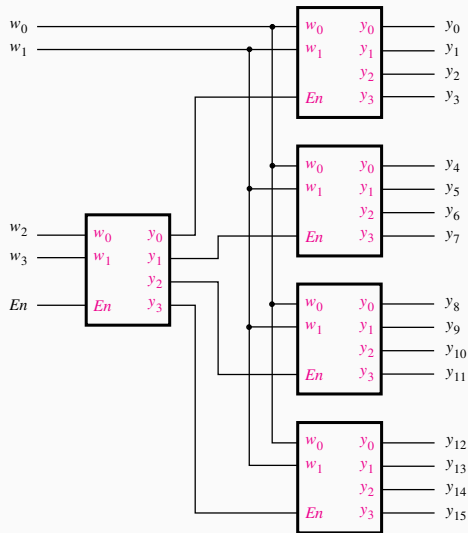 w₀ w₀ y₀ y₀
w₁ w₁ y₁ y₁
y₂ y₂
En y₃ y₃
w₀ y₀ y₄
w₁ y₁ y₅
y₂ y₆
En y₃ y₇
w₂ w₀ y₀
w₃ w₁ y₁
y₂
En En y₃
w₀ y₀ y₈
w₁ y₁ y₉
y₂ y₁₀
En y₃ y₁₁
w₀ y₀ y₁₂
w₁ y₁ y₁₃
y₂ y₁₄
En y₃ y₁₅